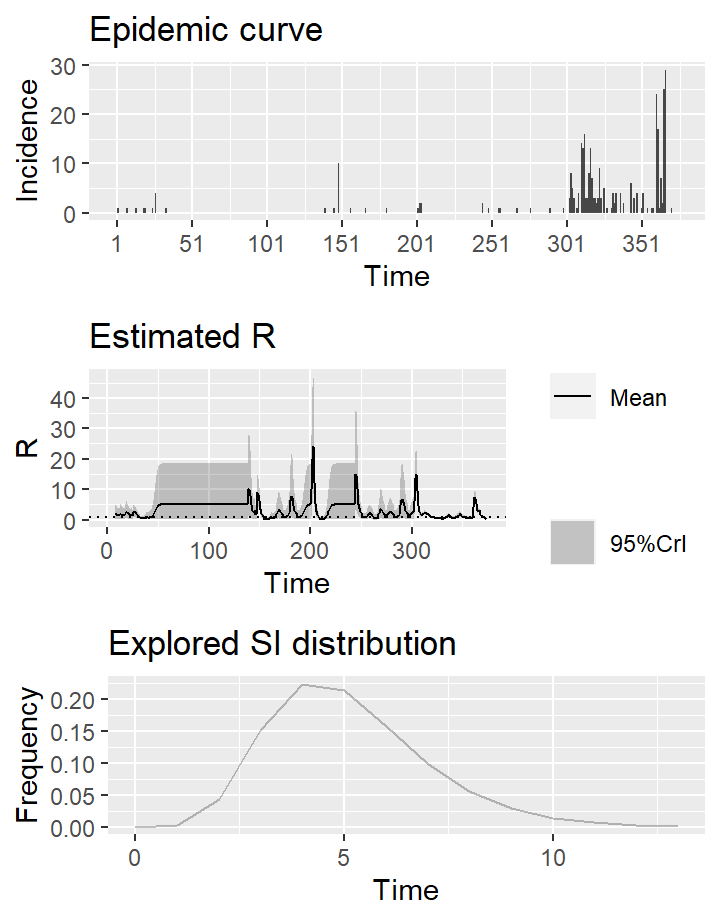 Epidemic curve
30
20
10
0
Incidence
1 51 101 151 201 251 301 351
Time
Estimated R
40
30
20
10
0
R
0 100 200 300
Time
Mean
95%CrI
Explored SI distribution
0.20
0.15
0.10
0.05
0.00
Frequency
0 5 10
Time